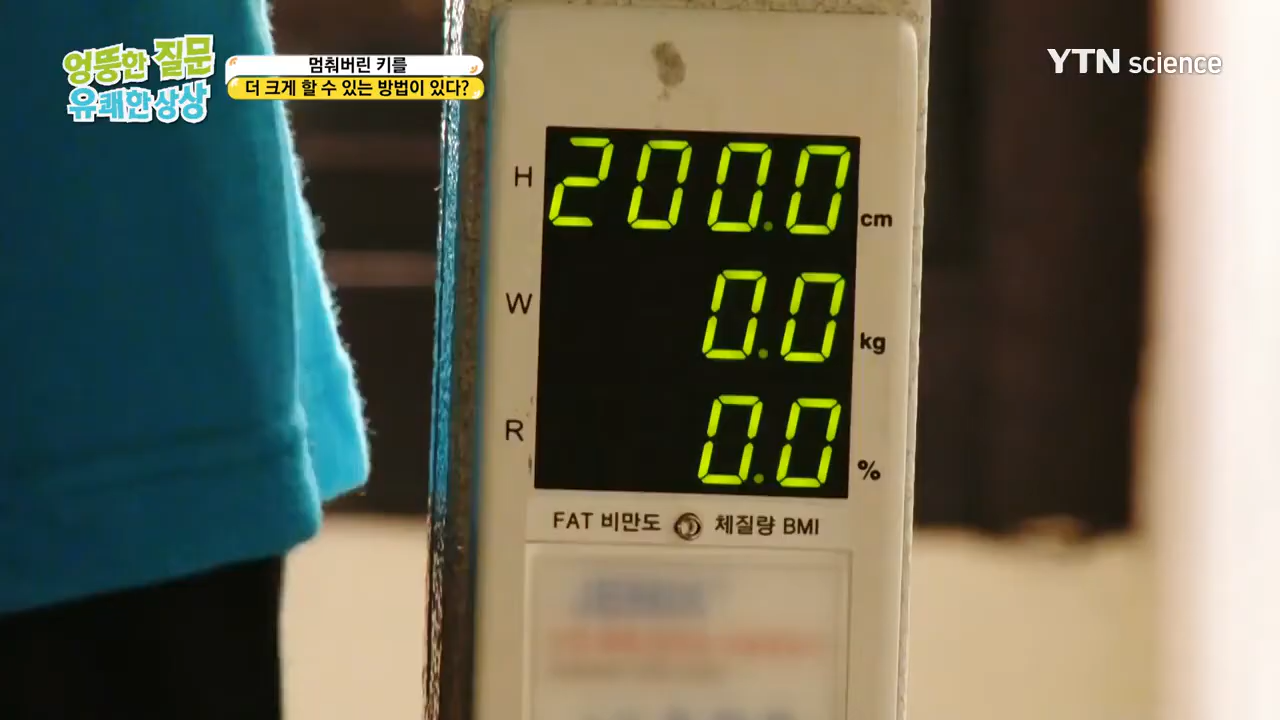 엉뚱한 질문
유쾌한 상상
멈춰버린 키를
더 크게 할 수 있는 방법이 있다?
YTN science
H 200.0 cm
W 0.0 kg
R 0.0 %
FAT 비만도 체질량 BMI